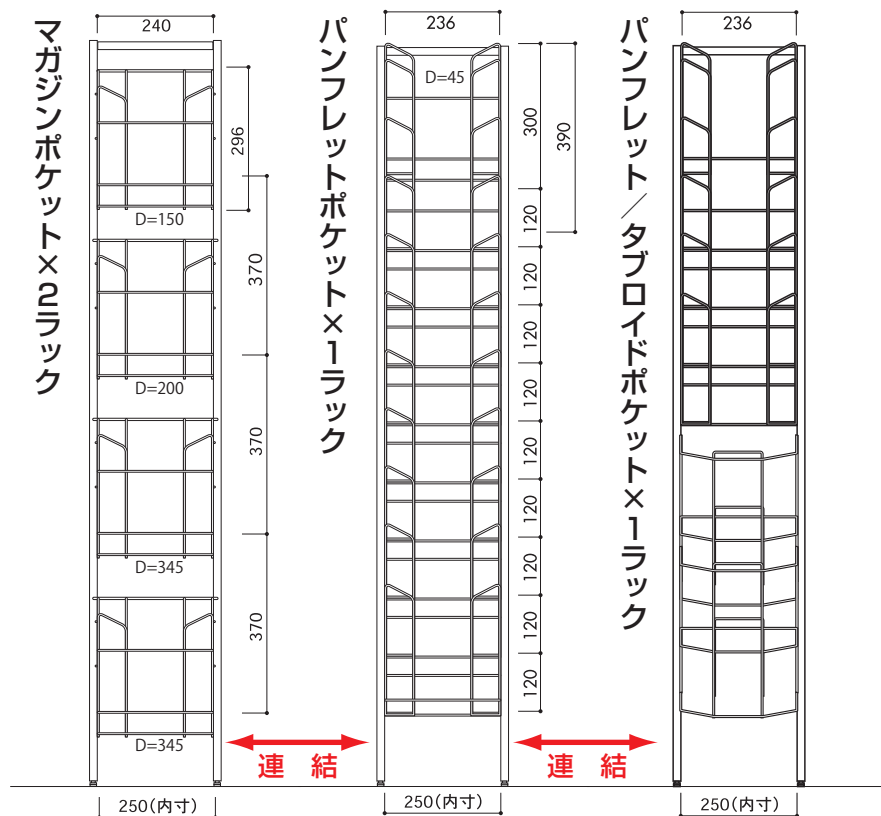 マガジンポケット×2ラック
240
296
D=150
370
D=200
370
D=345
370
D=345
250(内寸)
連 結
パンフレットポケット×1ラック
236
D=45
300
390
120
120
120
120
120
120
120
120
120
250(内寸)
連 結
パンフレット／タブロイドポケット×1ラック
236
250(内寸)